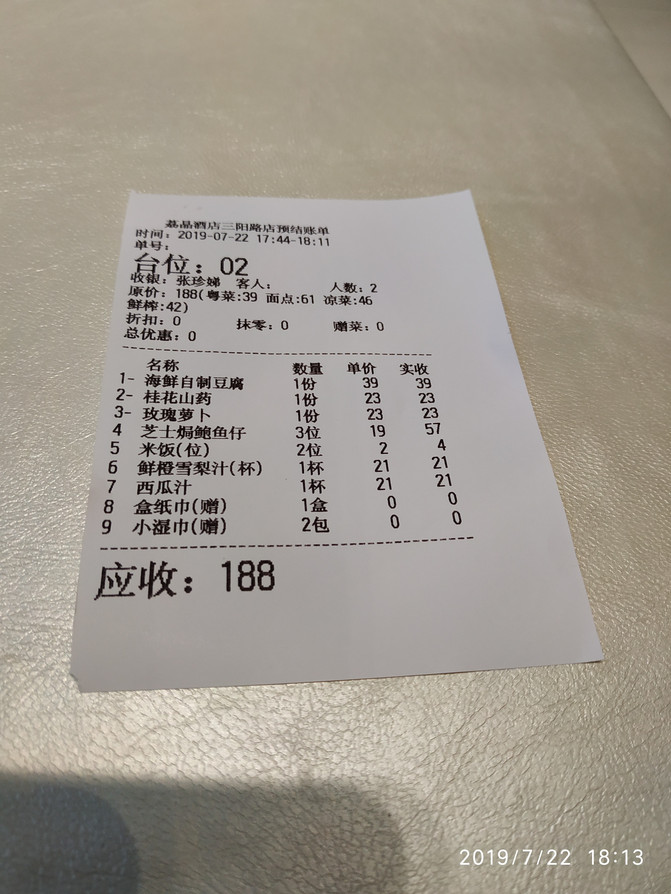 荔晶酒店三阳路店预结账单
时间：2019-07-22 17:44-18:11
单号：
台位：02
收银：张珍娣 客人： 人数：2
原价：188(粤菜:39 面点:61 凉菜:46
鲜榨:42)
折扣：0 抹零：0 赠菜：0
总优惠：0
名称 数量 单价 实收
1- 海鲜自制豆腐 1份 39 39
2- 桂花山药 1份 23 23
3- 玫瑰萝卜 1份 23 23
4 芝士焗鲍鱼仔 3位 19 57
5 米饭(位) 2位 2 4
6 鲜橙雪梨汁(杯) 1杯 21 21
7 西瓜汁 1杯 21 21
8 盒纸巾(赠) 1盒 0 0
9 小湿巾(赠) 2包 0 0
应收：188
2019/7/22 18:13